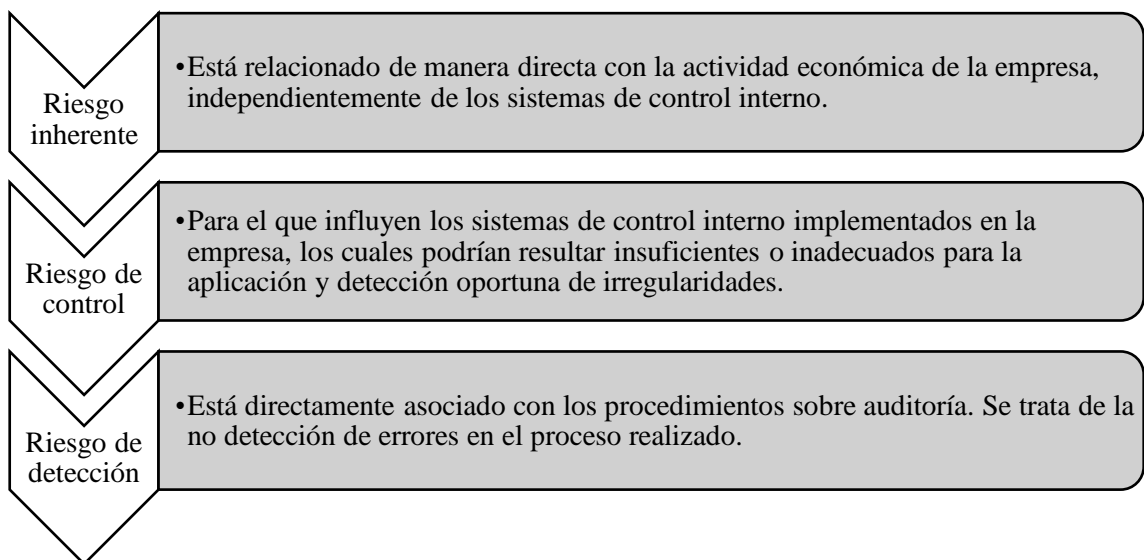 Riesgo
inherente
•Está relacionado de manera directa con la actividad económica de la empresa,
independientemente de los sistemas de control interno.
Riesgo de
control
•Para el que influyen los sistemas de control interno implementados en la
empresa, los cuales podrían resultar insuficientes o inadecuados para la
aplicación y detección oportuna de irregularidades.
Riesgo de
detección
•Está directamente asociado con los procedimientos sobre auditoría. Se trata de la
no detección de errores en el proceso realizado.